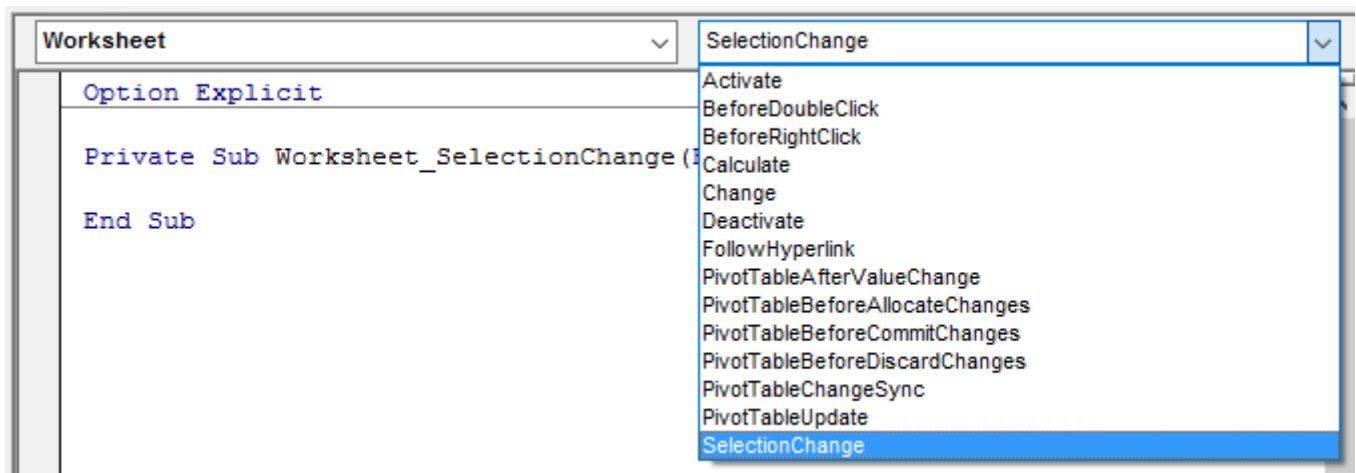 Worksheet
SelectionChange
Option Explicit
Private Sub Worksheet_SelectionChange(
End Sub
Activate
BeforeDoubleClick
BeforeRightClick
Calculate
Change
Deactivate
FollowHyperlink
PivotTableAfterValueChange
PivotTableBeforeAllocateChanges
PivotTableBeforeCommitChanges
PivotTableBeforeDiscardChanges
PivotTableChangeSync
PivotTableUpdate
SelectionChange